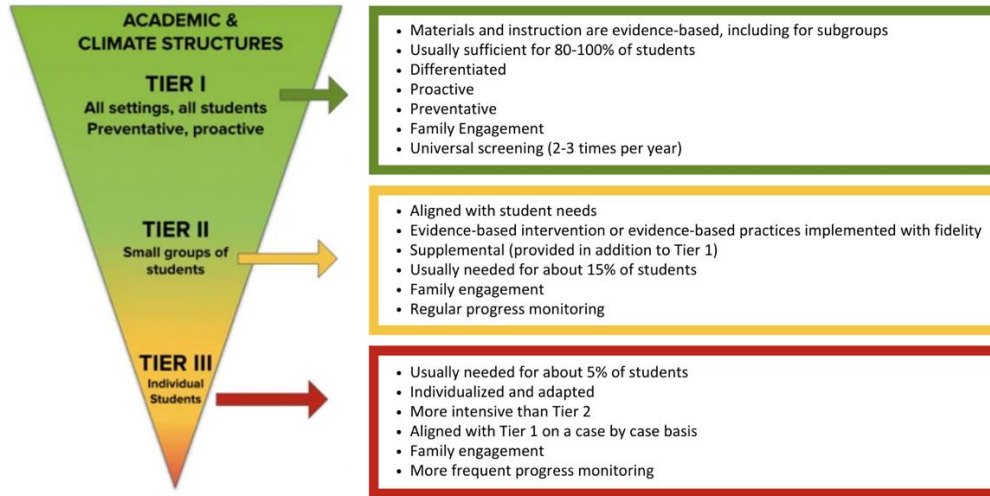 ACADEMIC &
CLIMATE STRUCTURES
TIER I
All settings, all students
Preventative, proactive
• Materials and instruction are evidence-based, including for subgroups
• Usually sufficient for 80-100% of students
• Differentiated
• Proactive
• Preventative
• Family Engagement
• Universal screening (2-3 times per year)
TIER II
Small groups of
students
• Aligned with student needs
• Evidence-based intervention or evidence-based practices implemented with fidelity
• Supplemental (provided in addition to Tier 1)
• Usually needed for about 15% of students
• Family engagement
• Regular progress monitoring
TIER III
Individual
Students
• Usually needed for about 5% of students
• Individualized and adapted
• More intensive than Tier 2
• Aligned with Tier 1 on a case by case basis
• Family engagement
• More frequent progress monitoring